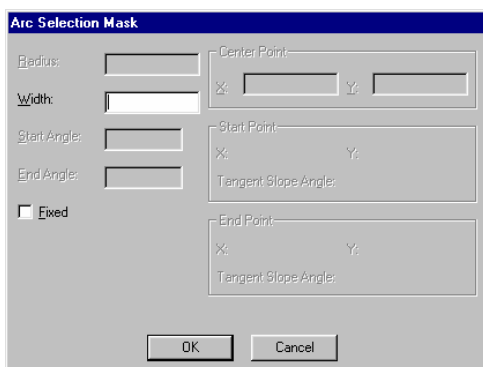 Arc Selection Mask
Radius:
Width:
Start Angle:
End Angle:
Fixed
Center Point
X: Y:
Start Point
X: Y:
Tangent Slope Angle:
End Point
X: Y:
Tangent Slope Angle:
OK Cancel